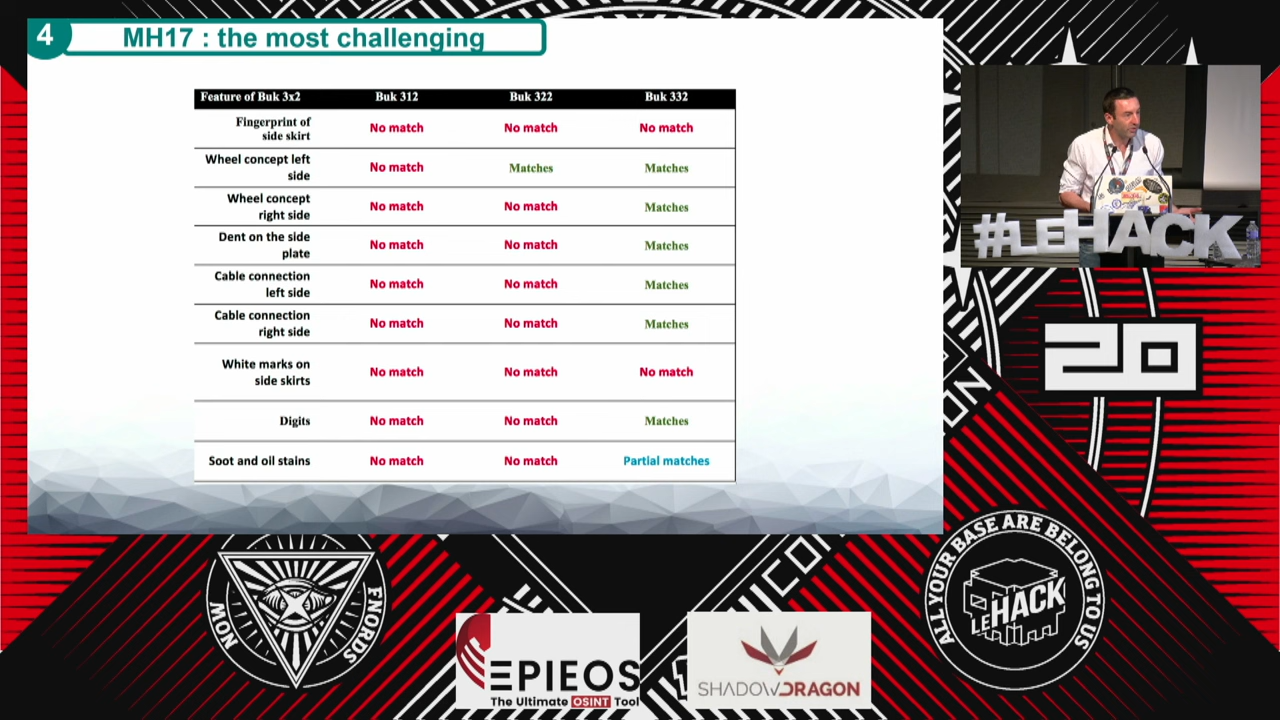 4
MH17 : the most challenging
Feature of Buk 3x2 Buk 312 Buk 322 Buk 332
Fingerprint of
side skirt No match No match No match
Wheel concept left
side No match Matches Matches
Wheel concept
right side No match No match Matches
Dent on the side
plate No match No match Matches
Cable connection
left side No match No match Matches
Cable connection
right side No match No match Matches
White marks on
side skirts No match No match No match
Digits No match No match Matches
Soot and oil stains No match No match Partial matches
#LEHACK
20
NOW
ENORDS
EPIEOS
The Ultimate OSINT Tool
SHADOWDRAGON
ALL YOUR BASE ARE BELONG TO US
LEHACK